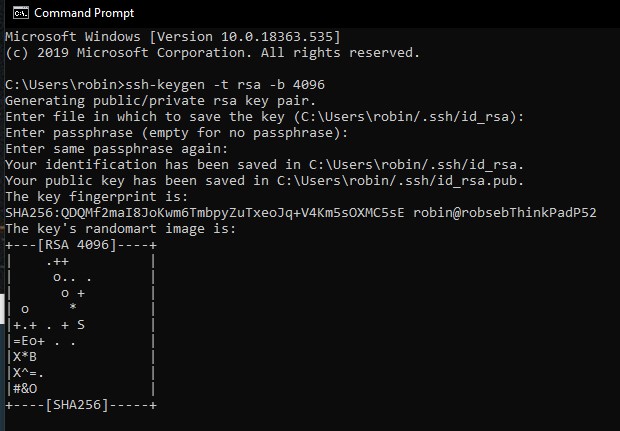 Command Prompt
Microsoft Windows [Version 10.0.18363.535]
(c) 2019 Microsoft Corporation. All rights reserved.
C:\Users\robin>ssh-keygen -t rsa -b 4096
Generating public/private rsa key pair.
Enter file in which to save the key (C:\Users\robin/.ssh/id_rsa):
Enter passphrase (empty for no passphrase):
Enter same passphrase again:
Your identification has been saved in C:\Users\robin/.ssh/id_rsa.
Your public key has been saved in C:\Users\robin/.ssh/id_rsa.pub.
The key fingerprint is:
SHA256:QDQMf2maI8JoKwm6TmbpyZuTxeoJq+V4Km5sOXMC5sE robin@robsebThinkPadP52
The key's randomart image is:
+---[RSA 4096]----+
|    .++          |
|     o.. .       |
|      o +        |
| o     *         |
|+.+ . + S        |
|=Eo+ . .         |
|X*B              |
|X^=.             |
|#&O              |
+----[SHA256]-----+